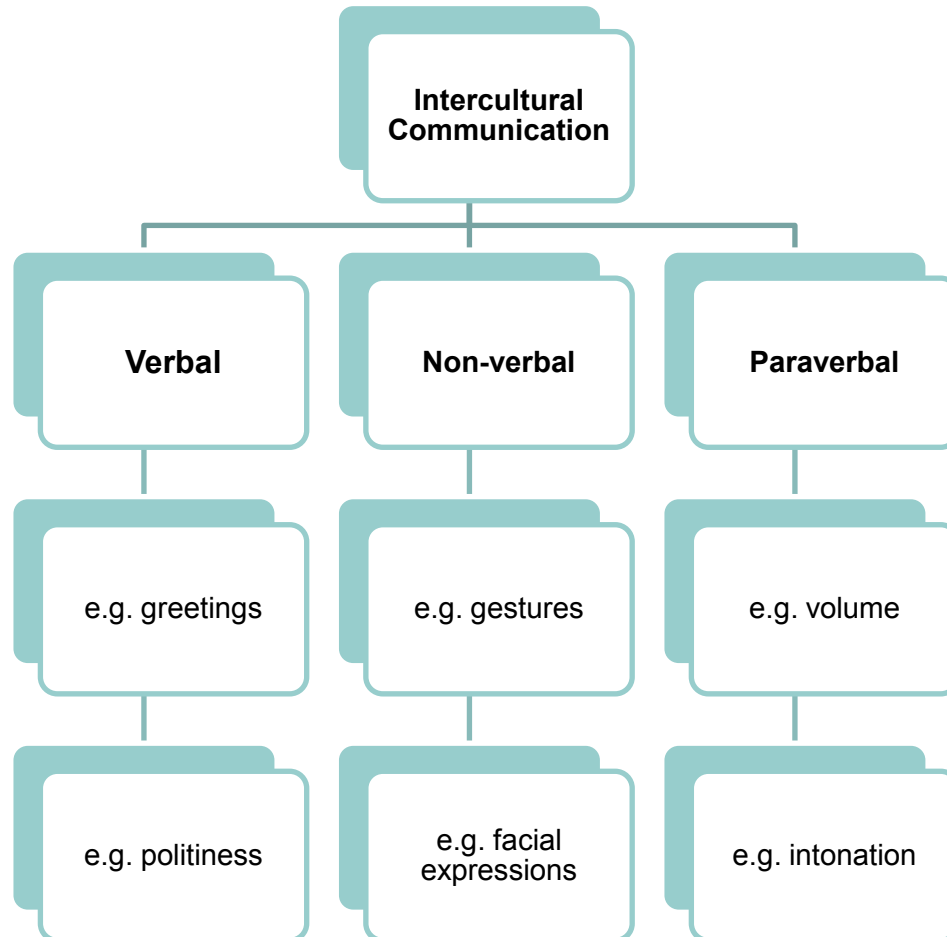 Intercultural
Communication
Verbal
Non-verbal
Paraverbal
e.g. greetings
e.g. gestures
e.g. volume
e.g. politiness
e.g. facial
expressions
e.g. intonation